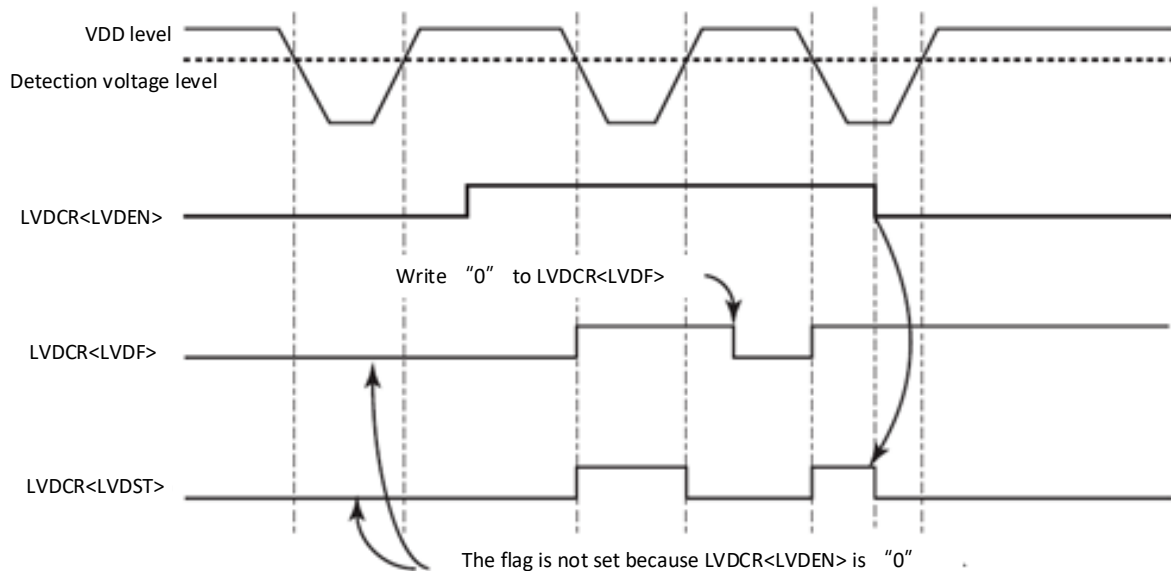 VDD level
Detection voltage level
LVDCR<LVDEN>
Write “0” to LVDCR<LVDF>
LVDCR<LVDF>
LVDCR<LVDST>
The flag is not set because LVDCR<LVDEN> is “0” .